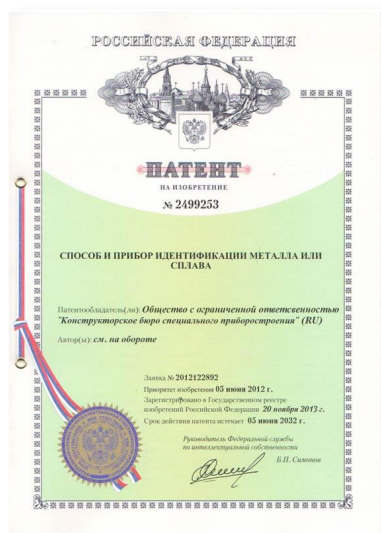 РОССИЙСКАЯ ФЕДЕРАЦИЯ
ПАТЕНТ
НА ИЗОБРЕТЕНИЕ
№ 2499253
СПОСОБ И ПРИБОР ИДЕНТИФИКАЦИИ МЕТАЛЛА ИЛИ
СПЛАВА
Патентообладатель(ли): Общество с ограниченной ответсвенностью
"Конструкторское бюро специального приборостроения" (RU)
Автор(ы): см. на обороте
Заявка № 2012122892
Приоритет изобретения 05 июня 2012 г.
Зарегистрировано в Государственном реестре
изобретений Российской Федерации 20 ноября 2013 г.
Срок действия патента истекает 05 июня 2032 г.
Руководитель Федеральной службы
по интеллектуальной собственности
Б.П. Симонов